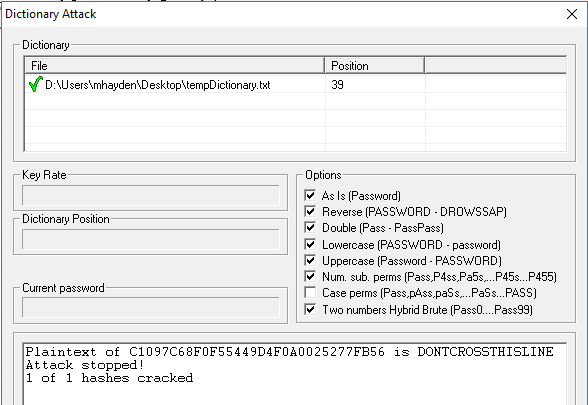 Dictionary Attack
Dictionary
File Position
D:\Users\mhayden\Desktop\tempDictionary.txt 39
Key Rate
Dictionary Position
Current password
Options
As Is (Password)
Reverse (PASSWORD - DROWSSAP)
Double (Pass - PassPass)
Lowercase (PASSWORD - password)
Uppercase (Password - PASSWORD)
Num. sub. perms (Pass,P4ss,Pa5s,...P45s...P455)
Case perms (Pass,pAss,paSs,...PaSs...PASS)
Two numbers Hybrid Brute (Pass0....Pass99)
Plaintext of C1097C68F0F55449D4F0A0025277FB56 is DONTCROSSTHISLINE
Attack stopped!
1 of 1 hashes cracked